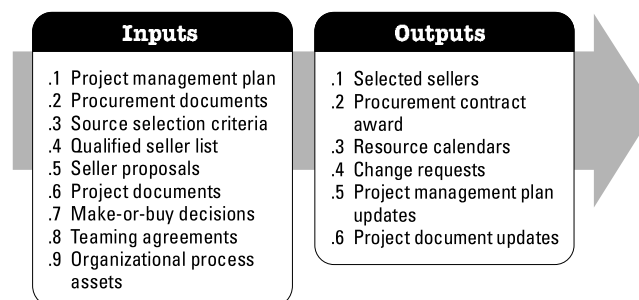 Inputs
.1 Project management plan
.2 Procurement documents
.3 Source selection criteria
.4 Qualified seller list
.5 Seller proposals
.6 Project documents
.7 Make-or-buy decisions
.8 Teaming agreements
.9 Organizational process
assets
Outputs
.1 Selected sellers
.2 Procurement contract
award
.3 Resource calendars
.4 Change requests
.5 Project management plan
updates
.6 Project document updates